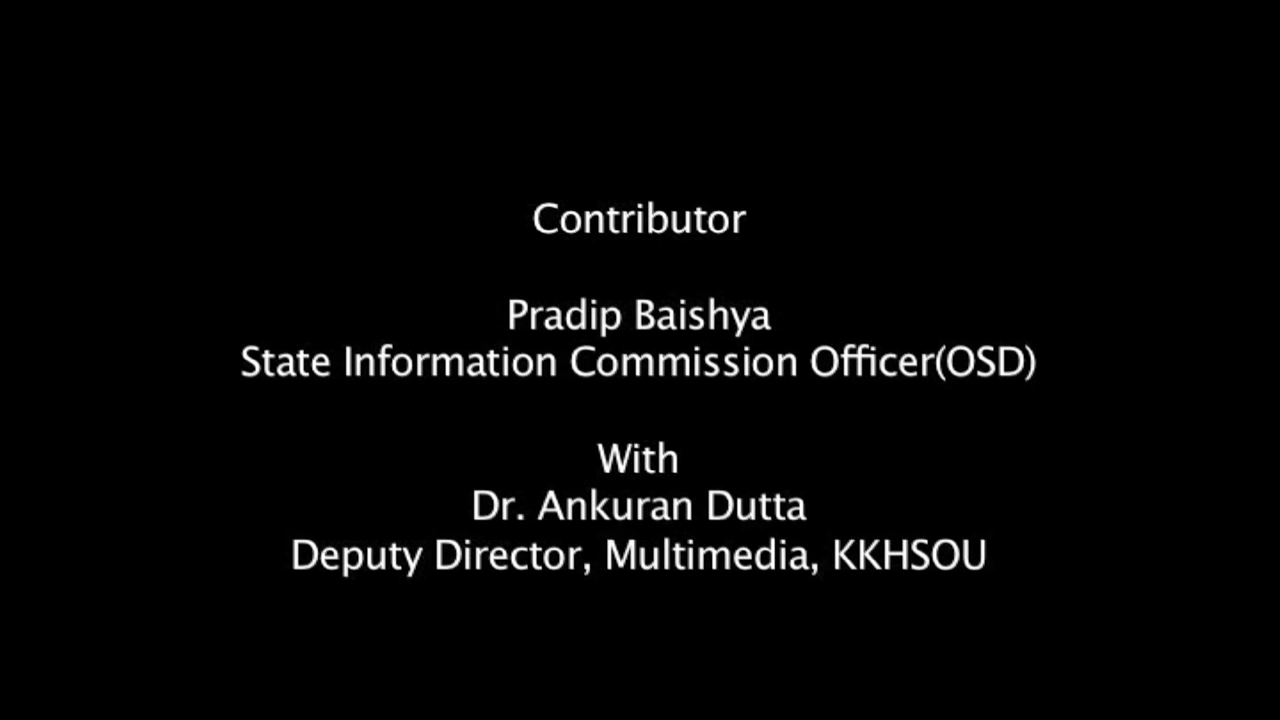 Contributor
Pradip Baishya
State Information Commission Officer(OSD)
With
Dr. Ankuran Dutta
Deputy Director, Multimedia, KKHSOU